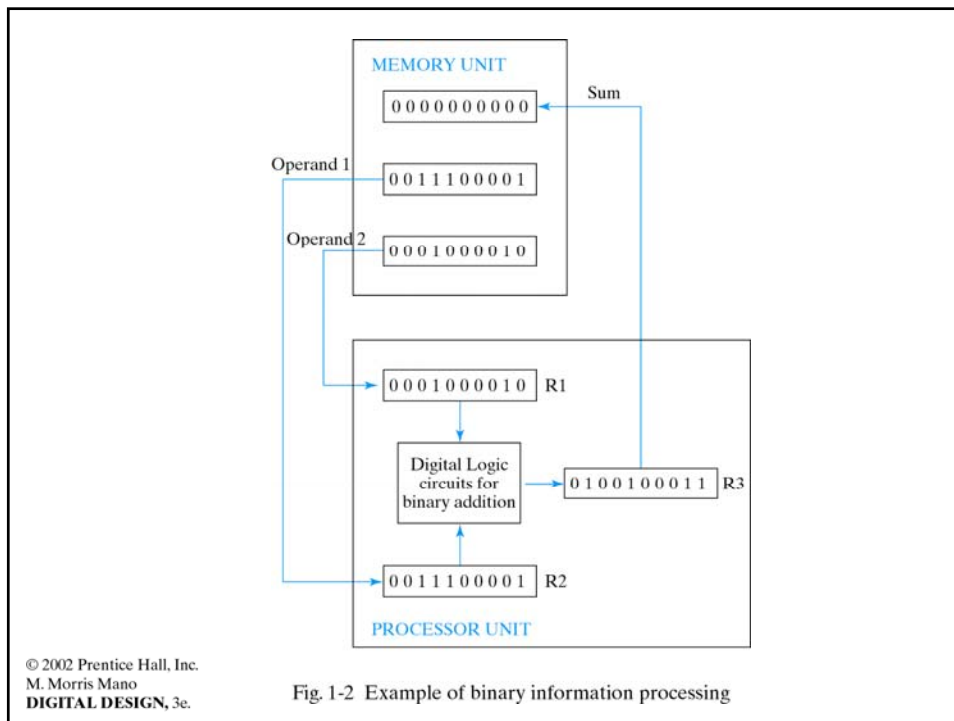 MEMORY UNIT
Sum
0 0 0 0 0 0 0 0 0 0
Operand 1
0 0 1 1 1 0 0 0 0 1
Operand 2
0 0 0 1 0 0 0 0 1 0
0 0 0 1 0 0 0 0 1 0 R1
Digital Logic
circuits for
binary addition
0 1 0 0 1 0 0 0 1 1 R3
0 0 1 1 1 0 0 0 0 1 R2
PROCESSOR UNIT
© 2002 Prentice Hall, Inc.
M. Morris Mano
DIGITAL DESIGN, 3e.
Fig. 1-2 Example of binary information processing